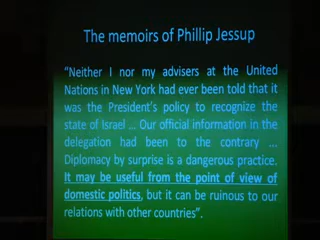 The memoirs of Phillip Jessup
“Neither I nor my advisers at the United
Nations in New York had ever been told that it
was the President’s policy to recognize the
state of Israel ... Our official information in the
delegation had been to the contrary ...
Diplomacy by surprise is a dangerous practice.
It may be useful from the point of view of
domestic politics, but it can be ruinous to our
relations with other countries”.